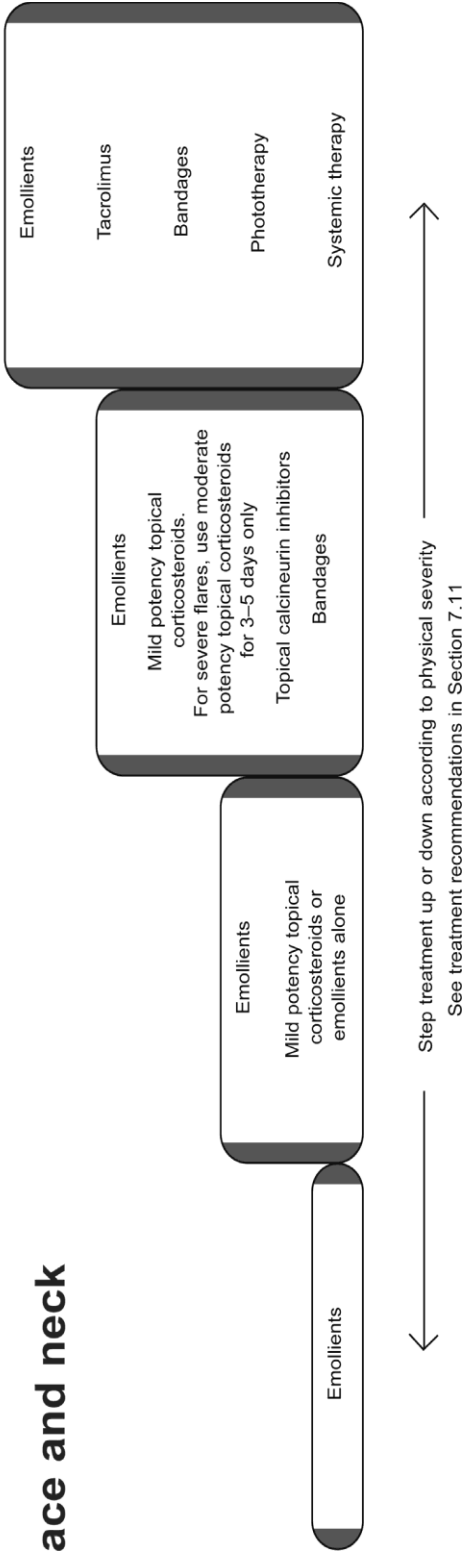 ace and neck
Emollients
Emollients
Mild potency topical
corticosteroids or
emollients alone
Emollients
Mild potency topical
corticosteroids.
For severe flares, use moderate
potency topical corticosteroids
for 3–5 days only
Topical calcineurin inhibitors
Bandages
Emollients
Tacrolimus
Bandages
Phototherapy
Systemic therapy
Step treatment up or down according to physical severity
See treatment recommendations in Section 7.11